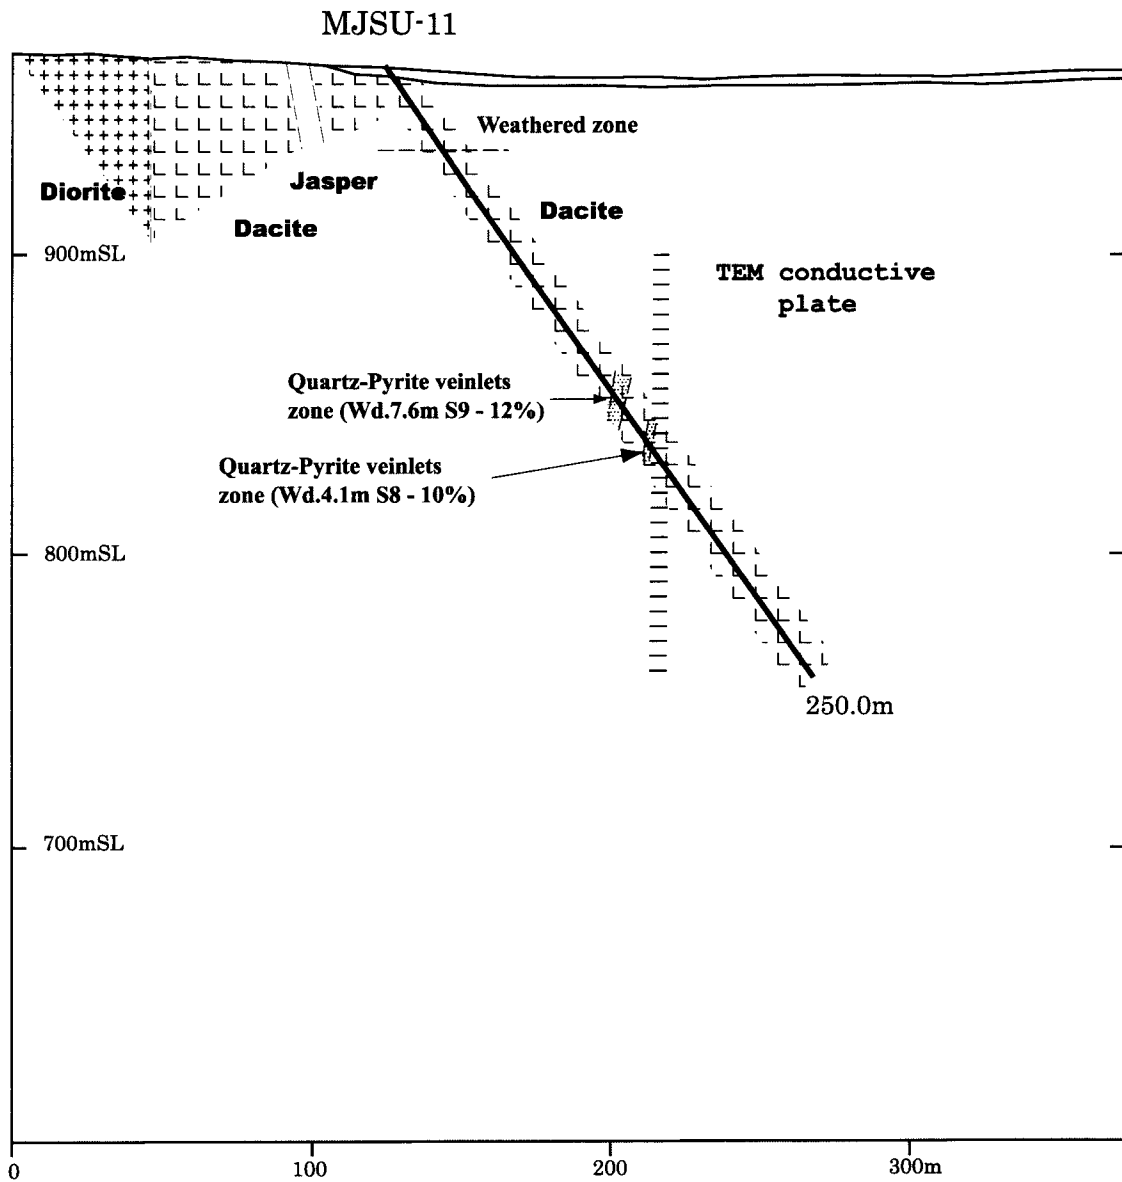 MJSU-11
Weathered zone
Diorite
Jasper
Dacite
Dacite
900mSL
TEM conductive
plate
Quartz-Pyrite veinlets
zone (Wd.7.6m S9 - 12%)
Quartz-Pyrite veinlets
zone (Wd.4.1m S8 - 10%)
800mSL
250.0m
700mSL
0
100
200
300m